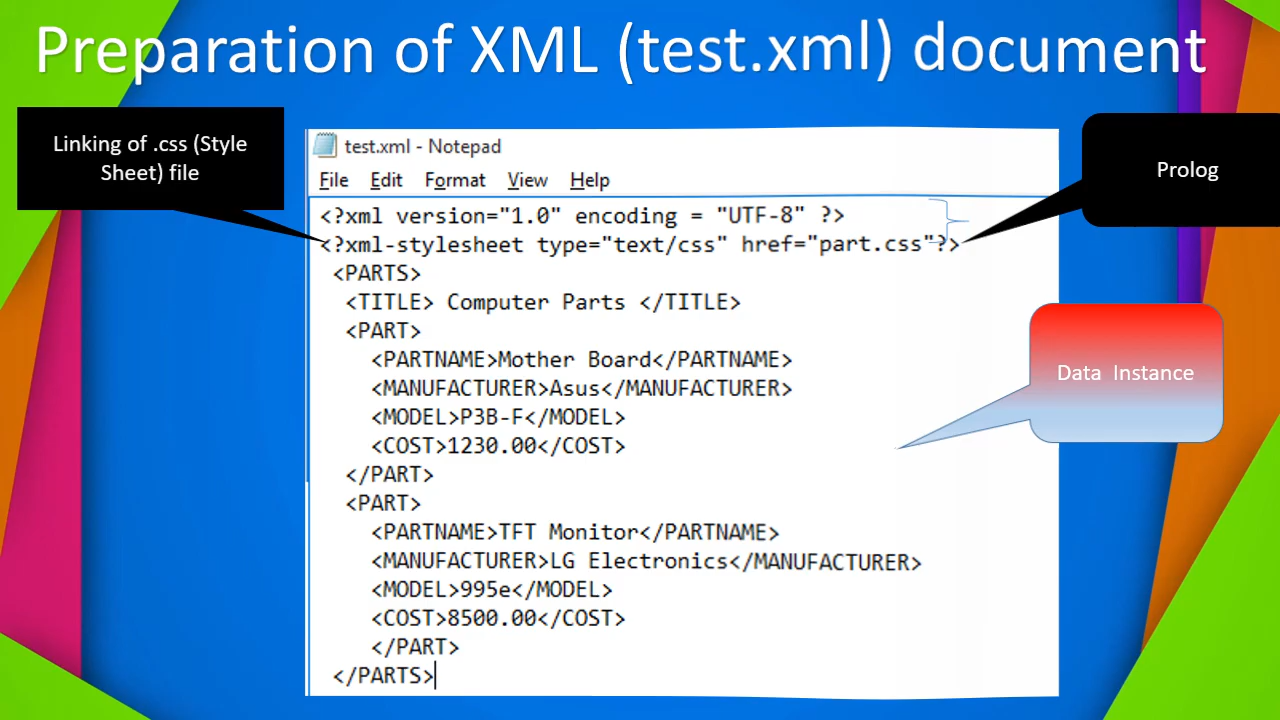 Preparation of XML (test.xml) document
Linking of .css (Style
Sheet) file
Prolog
test.xml - Notepad
File Edit Format View Help
<?xml version="1.0" encoding = "UTF-8" ?>
<?xml-stylesheet type="text/css" href="part.css"?>
<PARTS>
<TITLE> Computer Parts </TITLE>
<PART>
<PARTNAME>Mother Board</PARTNAME>
<MANUFACTURER>Asus</MANUFACTURER>
<MODEL>P3B-F</MODEL>
<COST>1230.00</COST>
</PART>
<PART>
<PARTNAME>TFT Monitor</PARTNAME>
<MANUFACTURER>LG Electronics</MANUFACTURER>
<MODEL>995e</MODEL>
<COST>8500.00</COST>
</PART>
</PARTS>
Data Instance